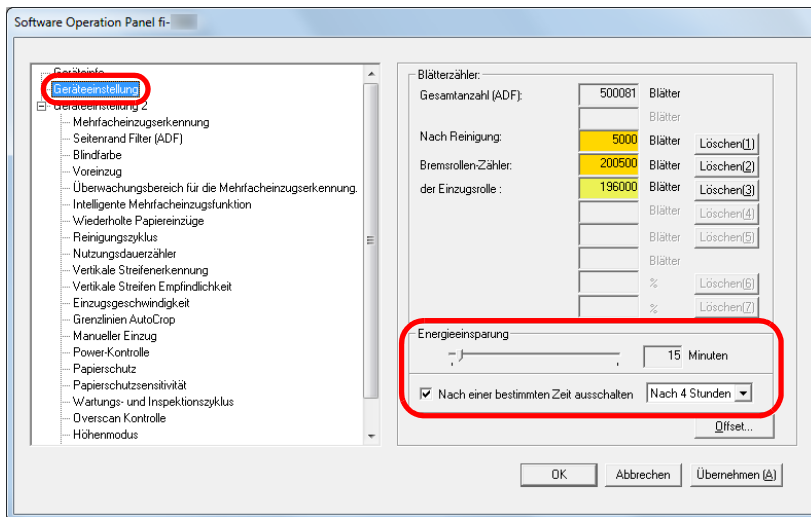 Software Operation Panel fi-
Geräteinfo
Geräteeinstellung
Geräteeinstellung 2
Mehrfacheinzugserkennung
Seitenrand Filter (ADF)
Blindfarbe
Voreinzug
Überwachungsbereich für die Mehrfacheinzugserkennung.
Intelligente Mehrfacheinzugsfunktion
Wiederholte Papiereinzüge
Reinigungszyklus
Nutzungsdauerzähler
Vertikale Streifenerkennung
Vertikale Streifen Empfindlichkeit
Einzugsgeschwindigkeit
Grenzlinien AutoCrop
Manueller Einzug
Power-Kontrolle
Papierschutz
Papierschutzsensitivität
Wartungs- und Inspektionszyklus
Overscan Kontrolle
Höhenmodus
Blätterzähler:
Gesamtanzahl (ADF): 500081 Blätter
Blätter
Nach Reinigung: 5000 Blätter Löschen(1)
Bremsrollen-Zähler: 200500 Blätter Löschen(2)
der Einzugsrolle : 196000 Blätter Löschen(3)
Blätter Löschen(4)
Blätter Löschen(5)
Blätter
% Löschen(6)
% Löschen(7)
Energieeinsparung
15 Minuten
Nach einer bestimmten Zeit ausschalten Nach 4 Stunden
Offset...
OK Abbrechen Übernehmen (A)